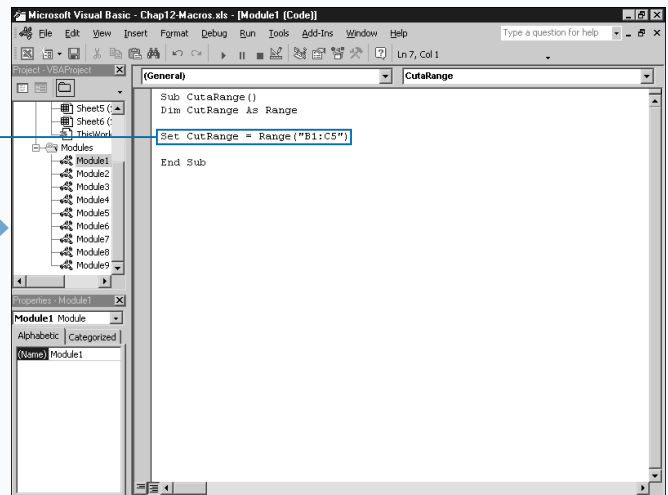 Microsoft Visual Basic - Chap12-Macros.xls - [Module1 (Code)]
File Edit View Insert Format Debug Run Tools Add-Ins Window Help Type a question for help
Ln 7, Col 1
Project - VBAProject
(General) CutaRange
Sheet5 (
Sheet6 (
ThisWork
Modules
Module1
Module2
Module3
Module4
Module5
Module6
Module7
Module8
Module9
Sub CutaRange()
Dim CutRange As Range
Set CutRange = Range("B1:C5")
End Sub
Properties - Module1
Module1 Module
Alphabetic Categorized
(Name) Module1